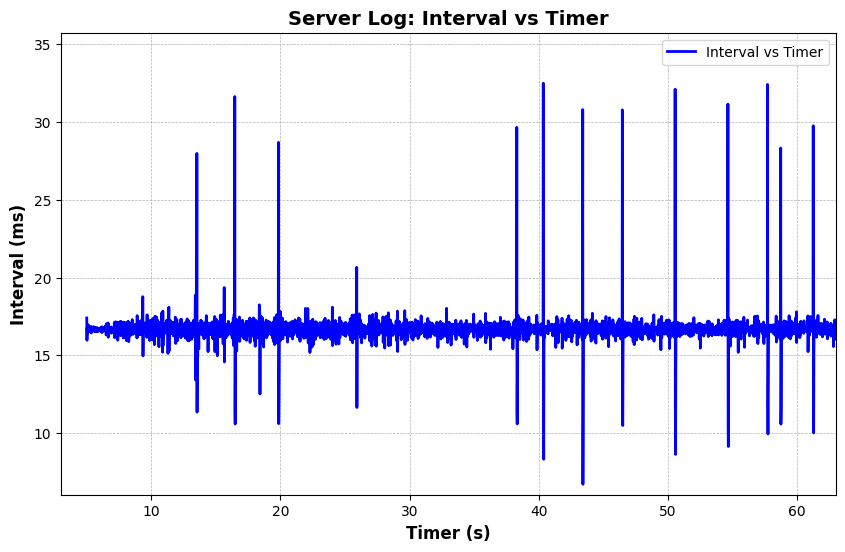 Server Log: Interval vs Timer
Interval vs Timer
35
30
25
20
15
10
Interval (ms)
10 20 30 40 50 60
Timer (s)